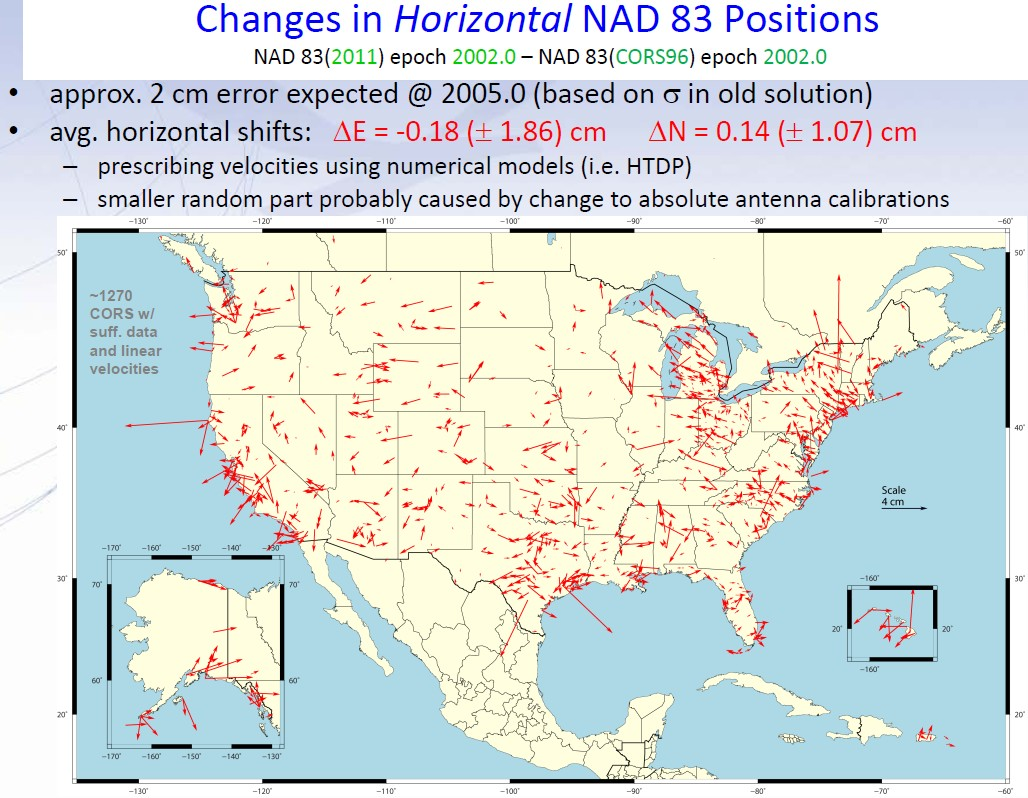 Changes in Horizontal NAD 83 Positions
NAD 83(2011) epoch 2002.0 – NAD 83(CORS96) epoch 2002.0
• approx. 2 cm error expected @ 2005.0 (based on σ in old solution)
• avg. horizontal shifts: ΔE = -0.18 (± 1.86) cm ΔN = 0.14 (± 1.07) cm
– prescribing velocities using numerical models (i.e. HTDP)
– smaller random part probably caused by change to absolute antenna calibrations
−130° −120° −110° −100° −90° −80° −70° −60°
50° 50°
~1270
CORS w/
suff. data
and linear
velocities
40° 40°
Scale
4 cm
−170° −160° −150° −140° −130°
70° 70°
30° 30°
−160°
20° 20°
−160°
60° 60°
20° 20°
−170° −160° −150° −140° −130°
−130° −120° −110° −100° −90° −80° −70° −60°